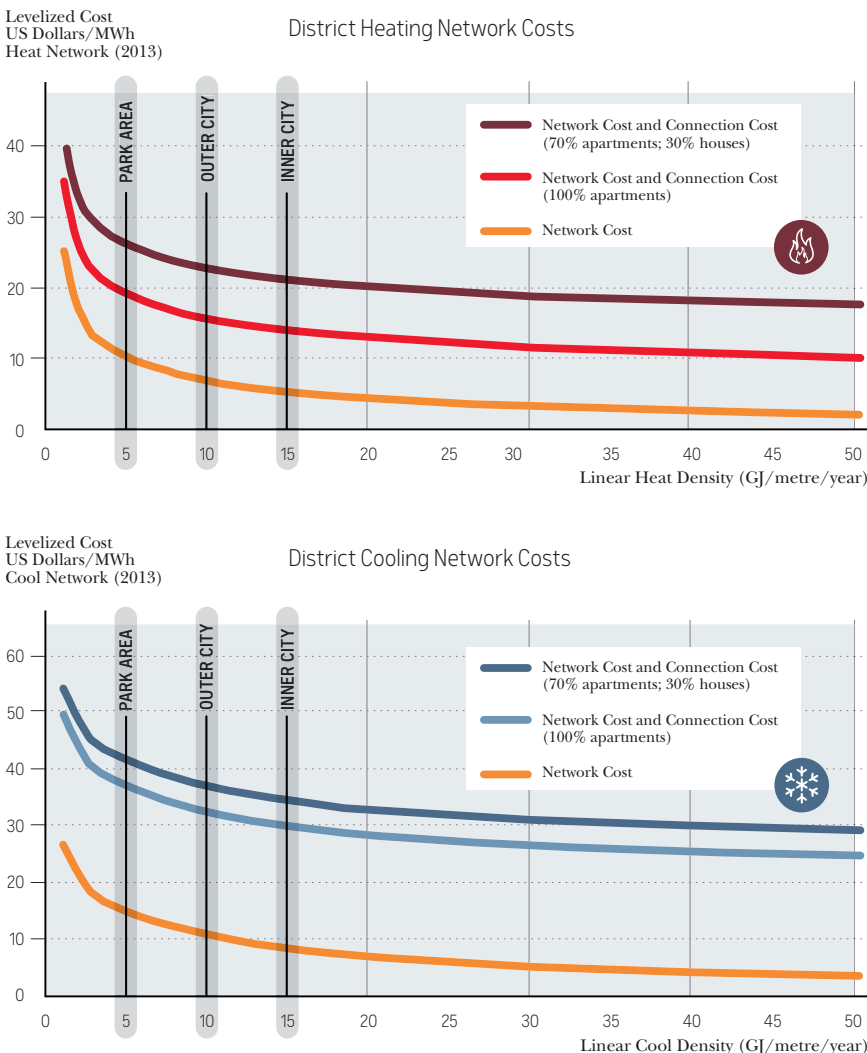 Levelized Cost
US Dollars/MWh
Heat Network (2013)
District Heating Network Costs
PARK AREA
OUTER CITY
INNER CITY
Network Cost and Connection Cost
(70% apartments; 30% houses)
Network Cost and Connection Cost
(100% apartments)
Network Cost
40
30
20
10
0
0 5 10 15 20 25 30 35 40 45 50
Linear Heat Density (GJ/metre/year)
Levelized Cost
US Dollars/MWh
Cool Network (2013)
District Cooling Network Costs
PARK AREA
OUTER CITY
INNER CITY
Network Cost and Connection Cost
(70% apartments; 30% houses)
Network Cost and Connection Cost
(100% apartments)
Network Cost
60
50
40
30
20
10
0
0 5 10 15 20 25 30 35 40 45 50
Linear Cool Density (GJ/metre/year)